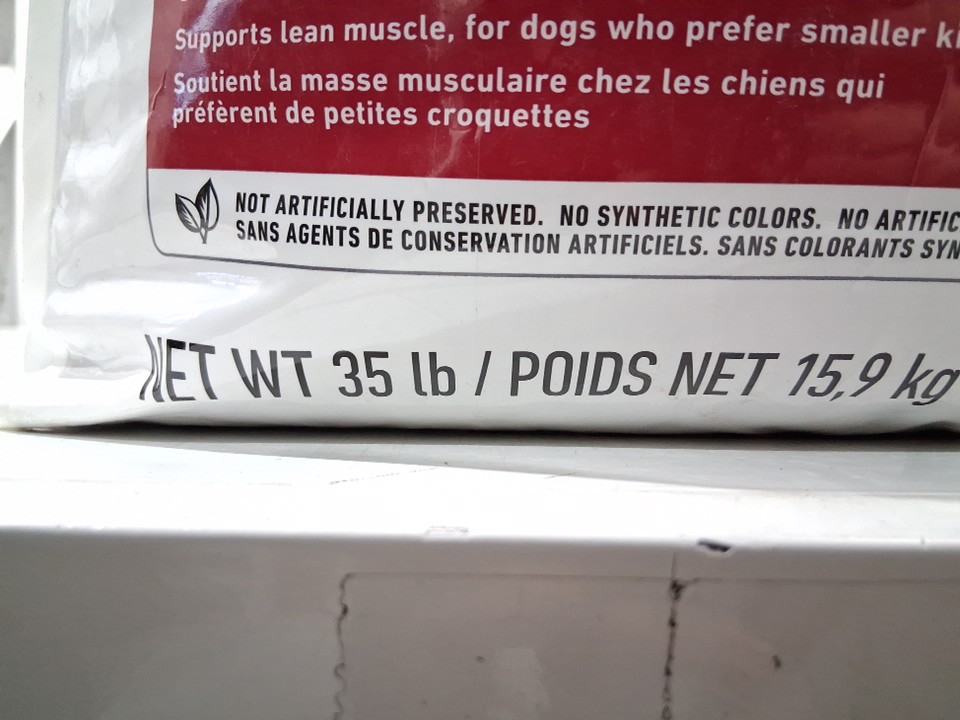 Supports lean muscle, for dogs who prefer smaller
Soutient la masse musculaire chez les chiens qui
préfèrent de petites croquettes
NOT ARTIFICIALLY PRESERVED. NO SYNTHETIC COLORS. NO
SANS AGENTS DE CONSERVATION ARTIFICIELS. SANS COLORANTS
NET WT 35 lb / POIDS NET 15,9 kg